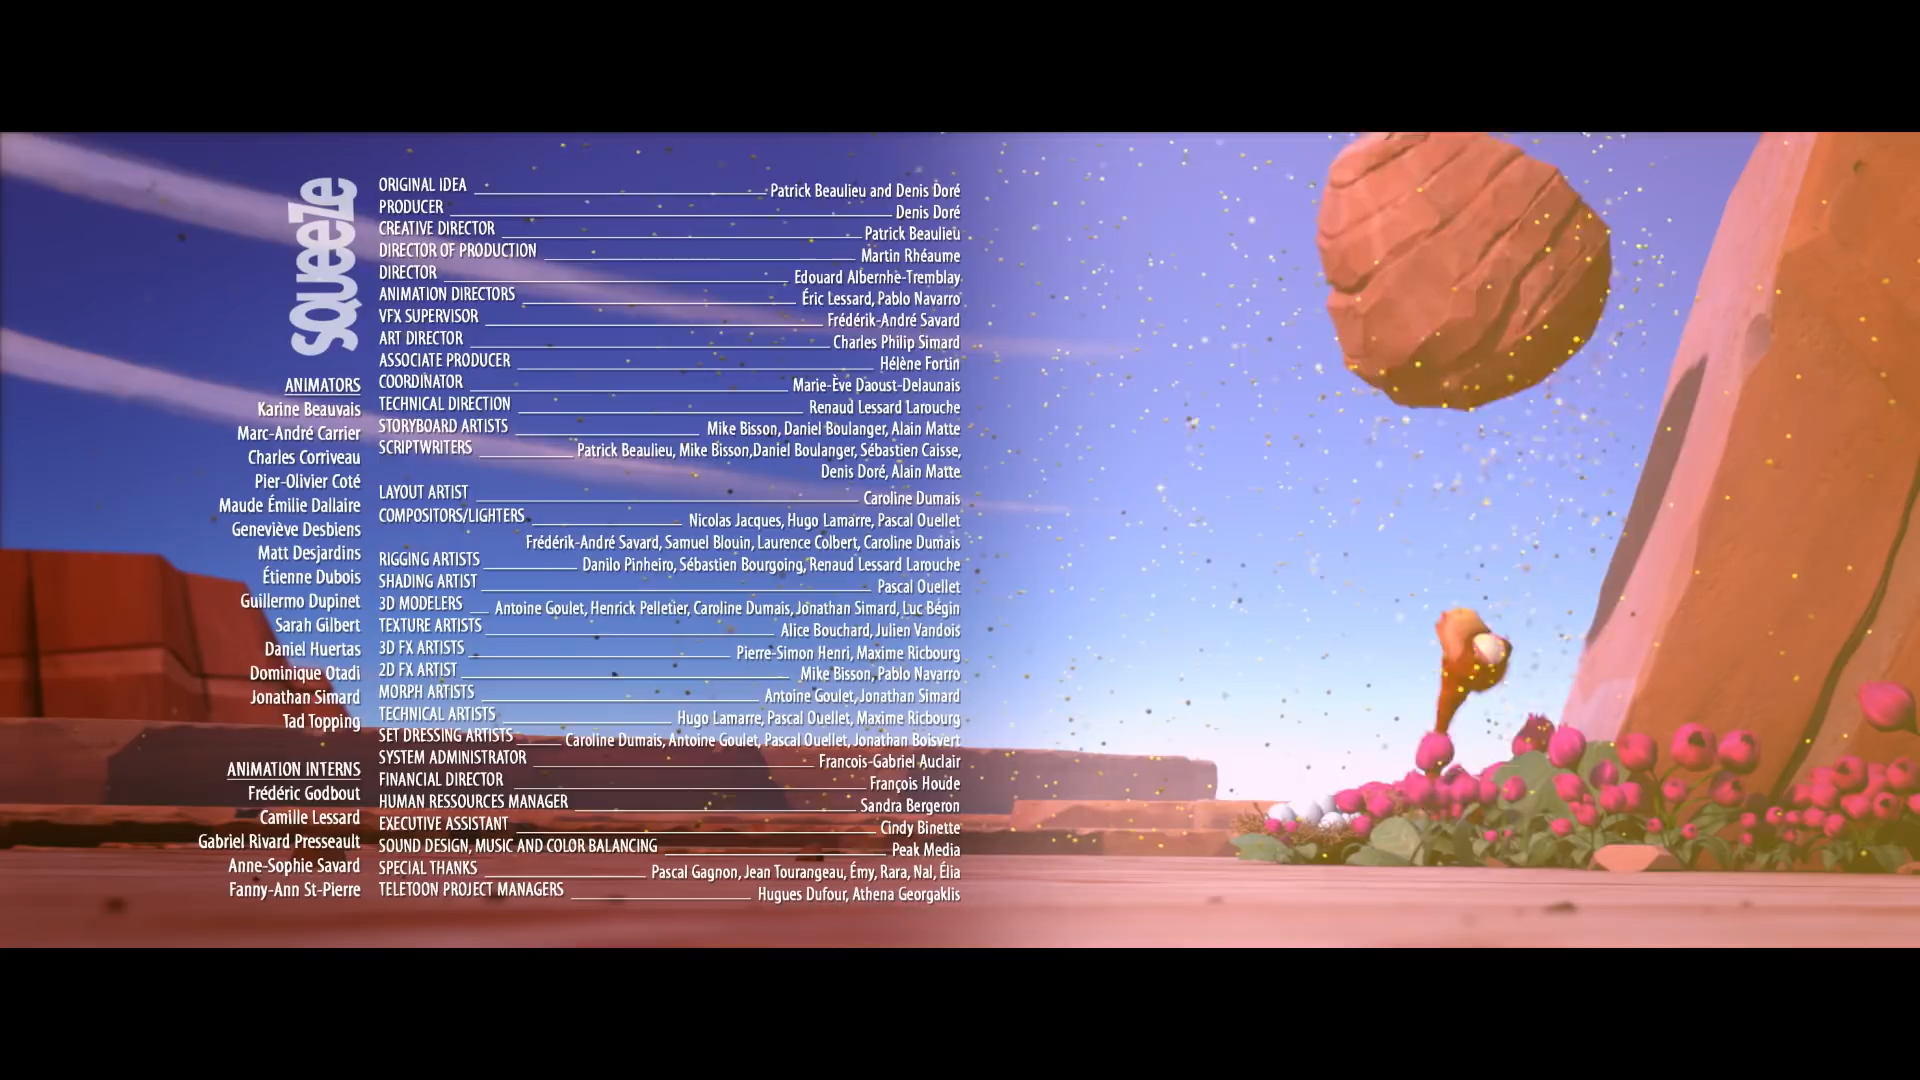 squeeze
ANIMATORS
Karine Beauvais
Marc-André Carrier
Charles Corriveau
Pier-Olivier Coté
Maude Émilie Dallaire
Geneviève Desbiens
Matt Desjardins
Étienne Dubois
Guillermo Dupinet
Sarah Gilbert
Daniel Huertas
Dominique Otadi
Jonathan Simard
Tad Topping
ANIMATION INTERNS
Frédéric Godbout
Camille Lessard
Gabriel Rivard Presseault
Anne-Sophie Savard
Fanny-Ann St-Pierre
ORIGINAL IDEA Patrick Beaulieu and Denis Doré
PRODUCER Denis Doré
CREATIVE DIRECTOR Patrick Beaulieu
DIRECTOR OF PRODUCTION Martin Rhéaume
DIRECTOR Edouard Albernhe-Tremblay
ANIMATION DIRECTORS Éric Lessard, Pablo Navarro
VFX SUPERVISOR Frédérik-André Savard
ART DIRECTOR Charles Philip Simard
ASSOCIATE PRODUCER Hélène Fortin
COORDINATOR Marie-Ève Daoust-Delaunais
TECHNICAL DIRECTION Renaud Lessard Larouche
STORYBOARD ARTISTS Mike Bisson, Daniel Boulanger, Alain Matte
SCRIPTWRITERS Patrick Beaulieu, Mike Bisson,Daniel Boulanger, Sébastien Caisse,
Denis Doré, Alain Matte
LAYOUT ARTIST Caroline Dumais
COMPOSITORS/LIGHTERS Nicolas Jacques, Hugo Lamarre, Pascal Ouellet
Frédérik-André Savard, Samuel Blouin, Laurence Colbert, Caroline Dumais
RIGGING ARTISTS Danilo Pinheiro, Sébastien Bourgoing, Renaud Lessard Larouche
SHADING ARTIST Pascal Ouellet
3D MODELERS Antoine Goulet, Henrick Pelletier, Caroline Dumais, Jonathan Simard, Luc Bégin
TEXTURE ARTISTS Alice Bouchard, Julien Vandois
3D FX ARTISTS Pierre-Simon Henri, Maxime Ricbourg
2D FX ARTIST Mike Bisson, Pablo Navarro
MORPH ARTISTS Antoine Goulet, Jonathan Simard
TECHNICAL ARTISTS Hugo Lamarre, Pascal Ouellet, Maxime Ricbourg
SET DRESSING ARTISTS Caroline Dumais, Antoine Goulet, Pascal Ouellet, Jonathan Boisvert
SYSTEM ADMINISTRATOR Francois-Gabriel Auclair
FINANCIAL DIRECTOR François Houde
HUMAN RESSOURCES MANAGER Sandra Bergeron
EXECUTIVE ASSISTANT Cindy Binette
SOUND DESIGN, MUSIC AND COLOR BALANCING Peak Media
SPECIAL THANKS Pascal Gagnon, Jean Tourangeau, Émy, Rara, Nal, Élia
TELETOON PROJECT MANAGERS Hugues Dufour, Athena Georgaklis